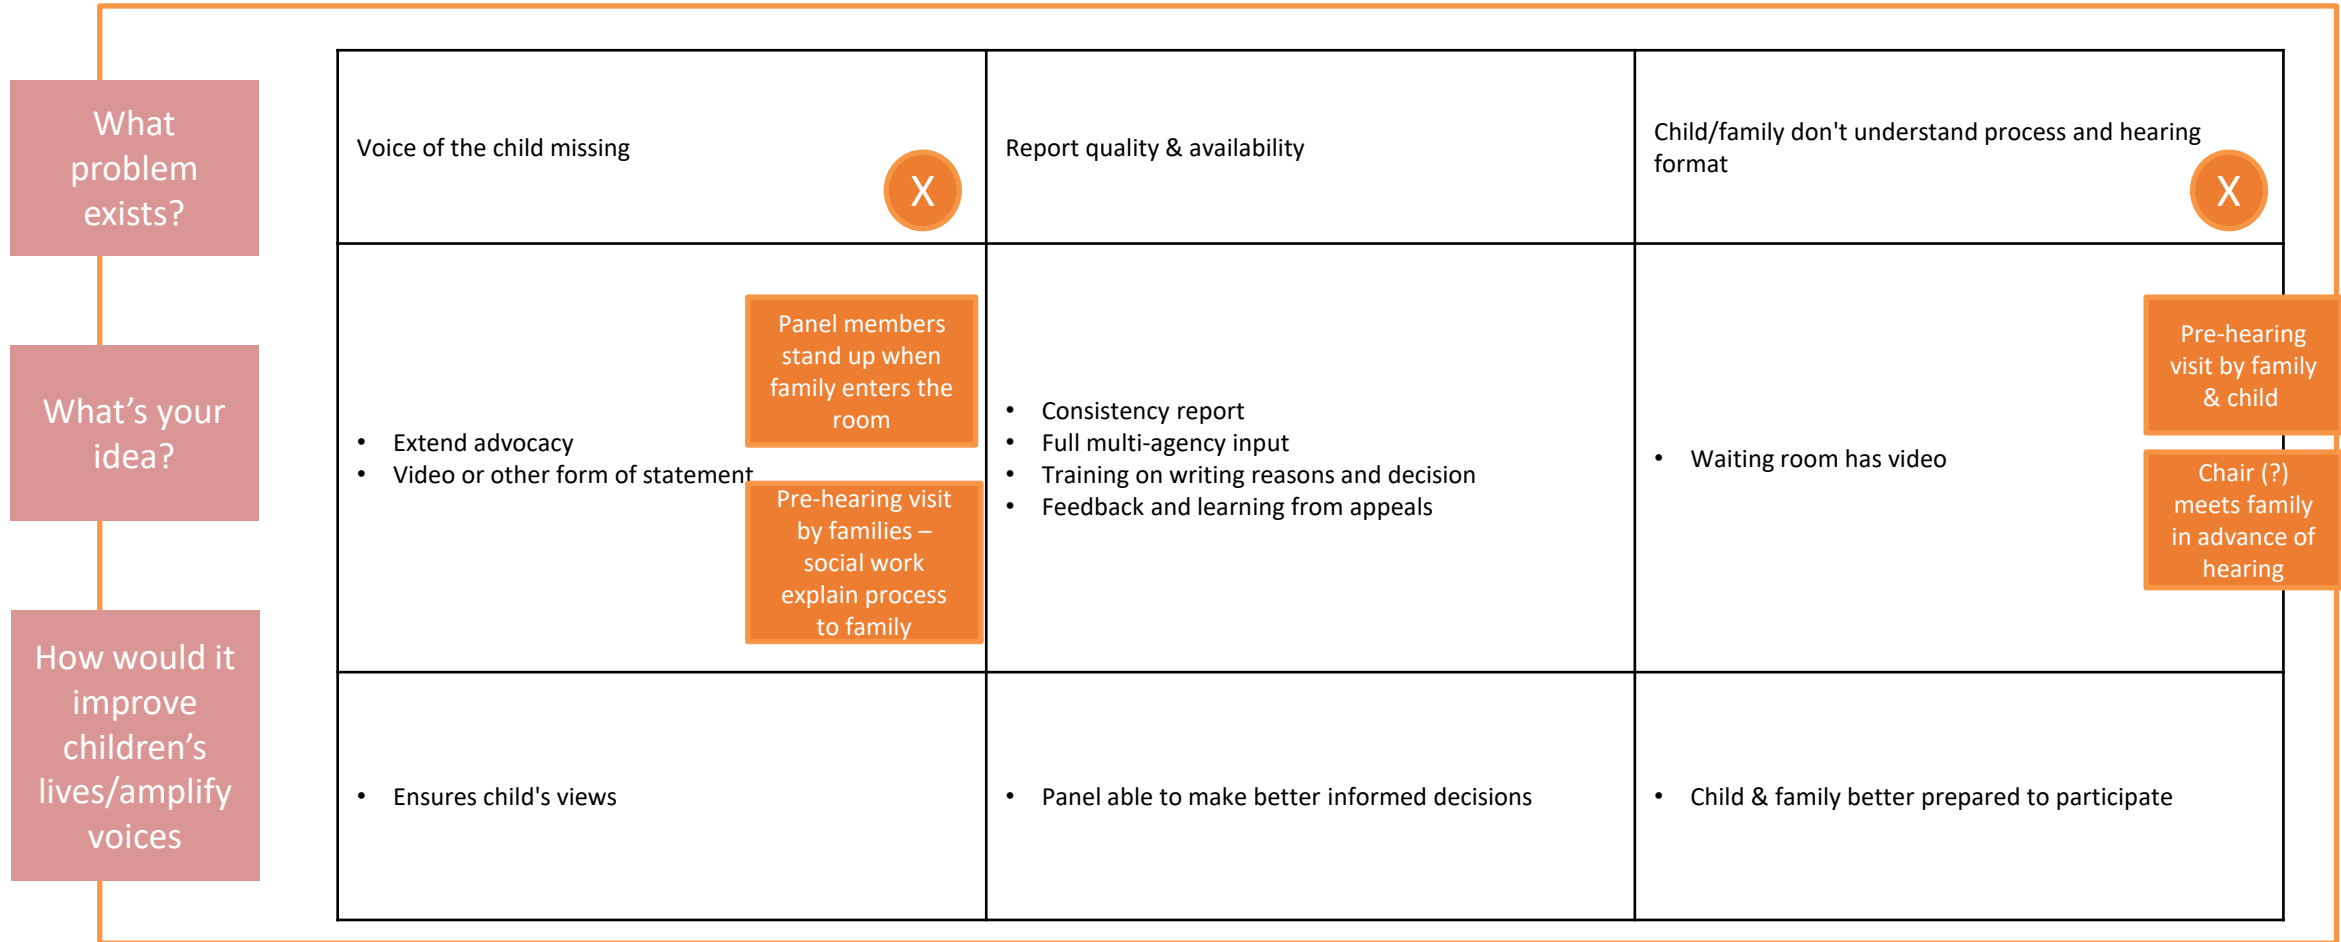 What
problem
exists?
Voice of the child missing
X
Report quality & availability
Child/family don't understand process and hearing
format
X
What's your
idea?
• Extend advocacy
• Video or other form of statement
Panel members
stand up when
family enters the
room
Pre-hearing visit
by families –
social work
explain process
to family
• Consistency report
• Full multi-agency input
• Training on writing reasons and decision
• Feedback and learning from appeals
• Waiting room has video
Pre-hearing
visit by family
& child
Chair (?)
meets family
in advance of
hearing
How would it
improve
children's
lives/amplify
voices
• Ensures child's views
• Panel able to make better informed decisions
• Child & family better prepared to participate